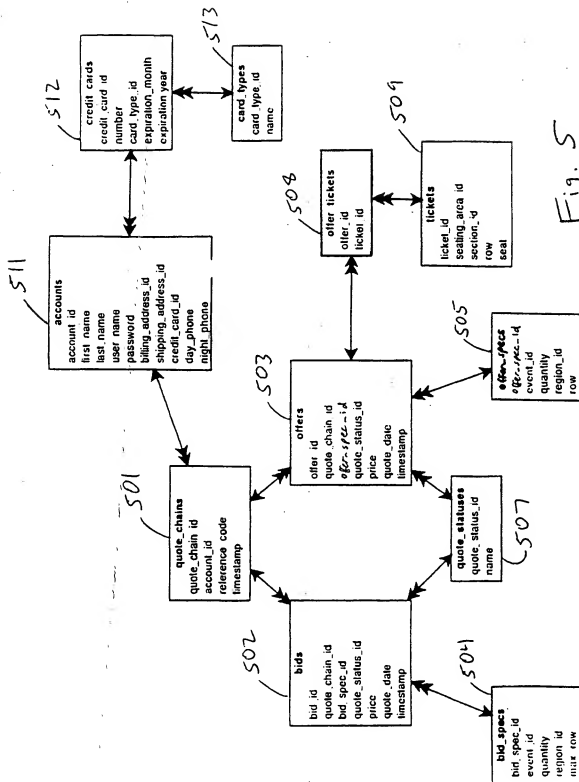 512
credit cards
credit_card id
number
card_type_id
expiration_month
expiration year
513
card_types
card_type_id
name
511
accounts
account id
first name
last_name
user name
password
billing_address_id
shipping_address_id
credit_card_id
day_phone
night_phone
508
offer tickets
offer_id
ticket id
509
tickets
ticket_id
seating_area id
section_id
row
seat
501
quote_chains
quote_chain_id
account_id
reference code
timestamp
503
offers
offer id
quote_chain id
offer-spec-id
quote_status_id
price
quote_date
timestamp
505
offer-specs
offer-spec-id
event_id
quantity
region_id
row
502
bids
bid_id
quote_chain_id
bid_spec_id
quote_status_id
price
quote_date
timestamp
quote_statuses
quote_status_id
name
507
504
bid_specs
bid_spec_id
event_id
quantity
region id
max row
Fig. 5